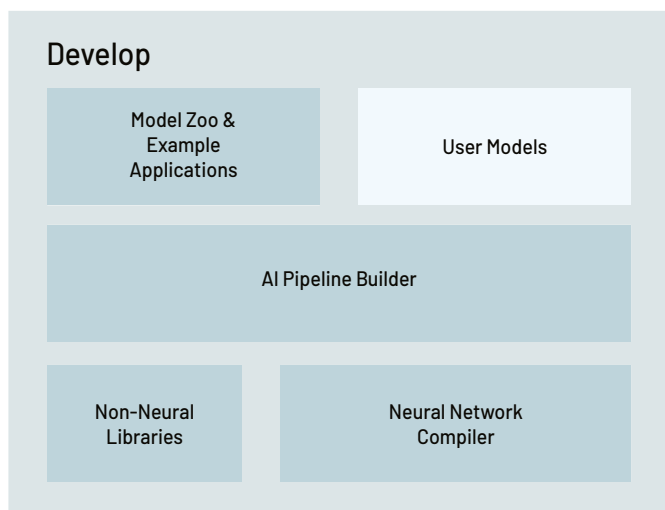 Develop
Model Zoo &
Example
Applications
User Models
AI Pipeline Builder
Non-Neural
Libraries
Neural Network
Compiler